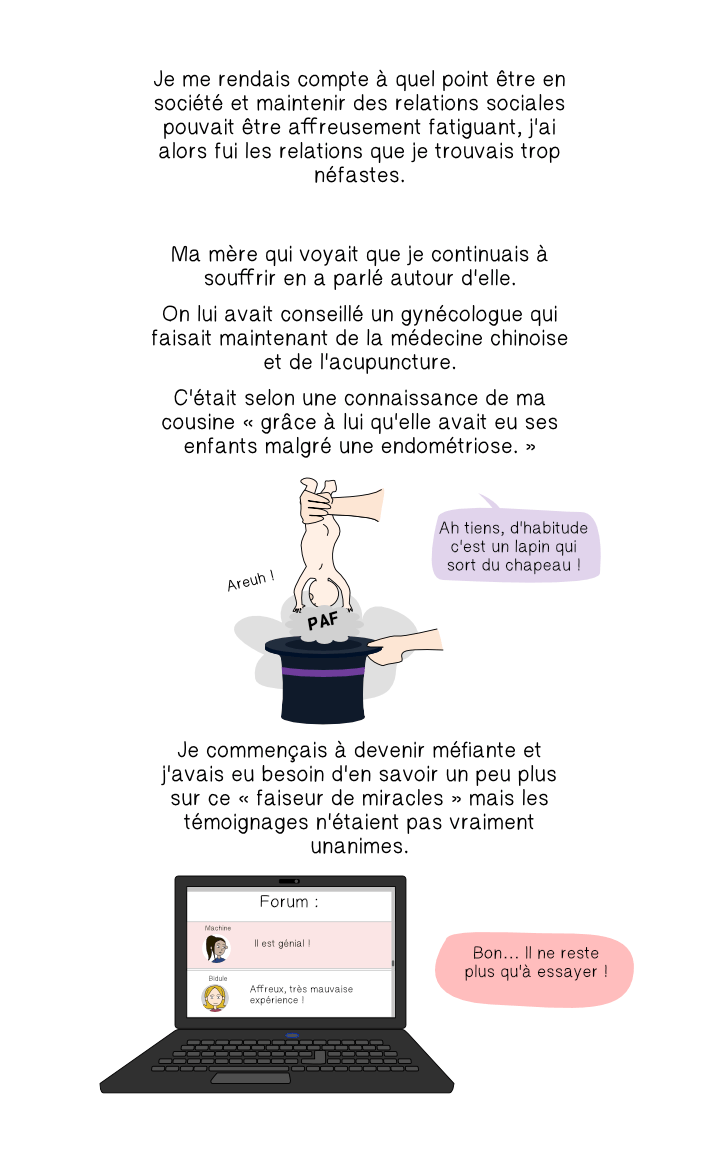 Je me rendais compte à quel point être en
société et maintenir des relations sociales
pouvait être affreusement fatiguant, j'ai
alors fui les relations que je trouvais trop
néfastes.
Ma mère qui voyait que je continuais à
souffrir en a parlé autour d'elle.
On lui avait conseillé un gynécologue qui
faisait maintenant de la médecine chinoise
et de l'acupuncture.
C'était selon une connaissance de ma
cousine « grâce à lui qu'elle avait eu ses
enfants malgré une endométriose. »
Ah tiens, d'habitude
c'est un lapin qui
sort du chapeau !
Areuh !
PAF
Je commençais à devenir méfiante et
j'avais eu besoin d'en savoir un peu plus
sur ce « faiseur de miracles » mais les
témoignages n'étaient pas vraiment
unanimes.
Forum :
Machine
Il est génial !
Bidule
Affreux, très mauvaise
expérience !
Bon... Il ne reste
plus qu'à essayer !